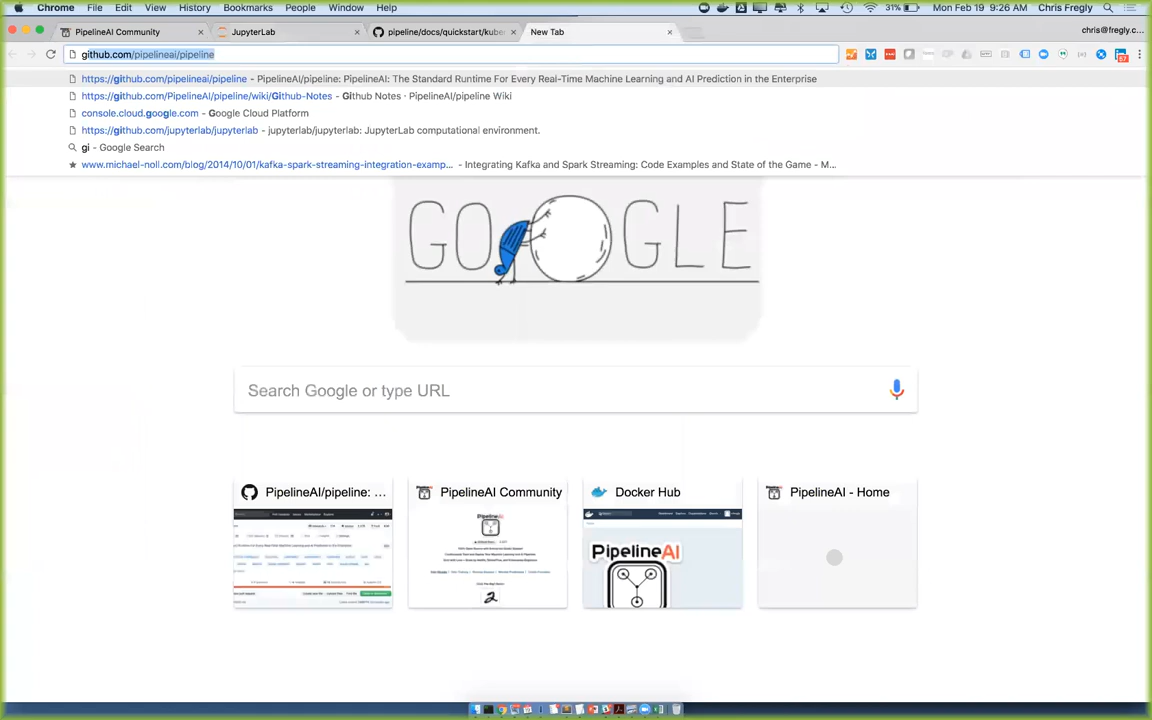 Chrome File Edit View History Bookmarks People Window Help 31% Mon Feb 19 9:26 AM Chris Fregly
PipelineAI Community JupyterLab pipeline/docs/quickstart/kube New Tab chris@fregly.c...
github.com/pipelineai/pipeline
https://github.com/pipelineai/pipeline - PipelineAI/pipeline: PipelineAI: The Standard Runtime For Every Real-Time Machine Learning and AI Prediction in the Enterprise
https://github.com/PipelineAI/pipeline/wiki/Github-Notes - Github Notes · PipelineAI/pipeline Wiki
console.cloud.google.com - Google Cloud Platform
https://github.com/jupyterlab/jupyterlab - jupyterlab/jupyterlab: JupyterLab computational environment.
gi - Google Search
www.michael-noll.com/blog/2014/10/01/kafka-spark-streaming-integration-examp... - Integrating Kafka and Spark Streaming: Code Examples and State of the Game - M...
GOOGLE
Search Google or type URL
PipelineAI/pipeline: ... PipelineAI Community Docker Hub PipelineAI - Home
PipelineAI
PipelineAI
2